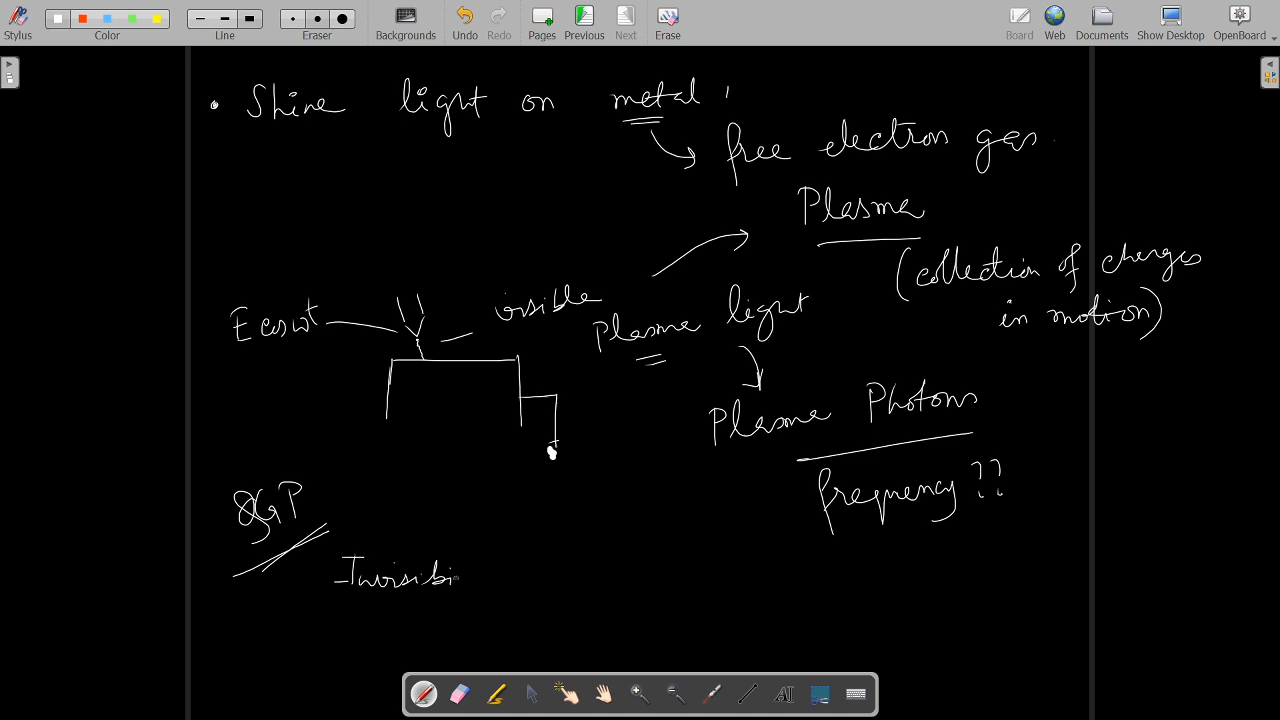 Stylus Color Line Eraser Backgrounds Undo Redo Pages Previous Next Erase Board Web Documents Show Desktop OpenBoard
• Shine light on metal
free electron gas
Plasma
(collection of charges
in motion)
E cos ωt
visible
Plasma light
Plasma Photons
frequency ??
QGP
Invisibi